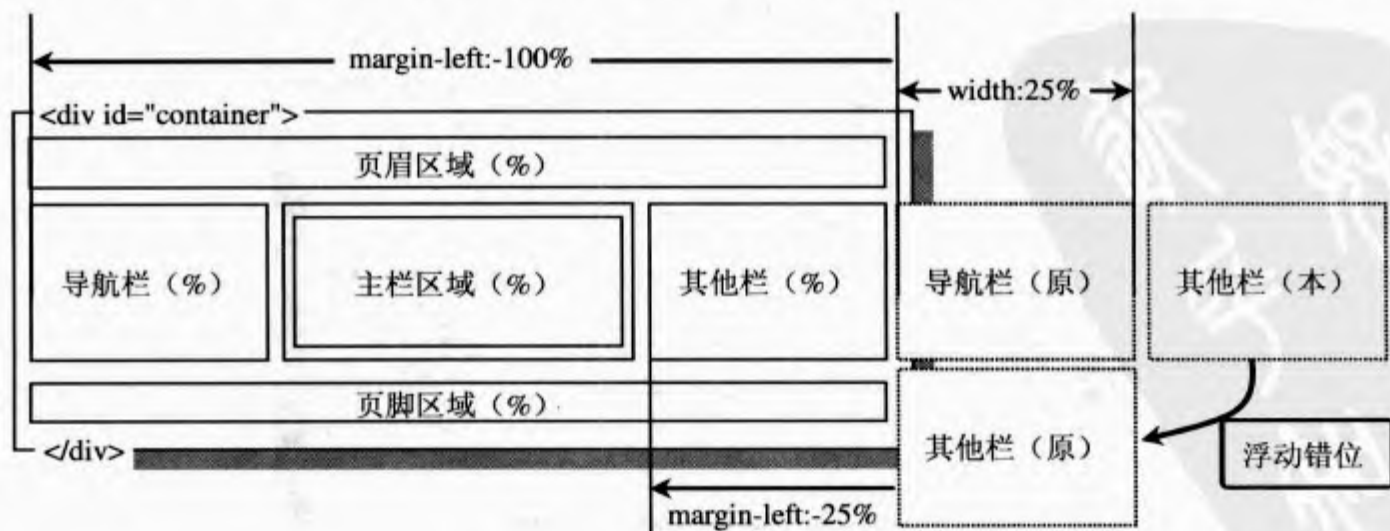 margin-left:-100%
width:25%
<div id="container">
页眉区域（%）
导航栏（%）
主栏区域（%）
其他栏（%）
导航栏（原）
其他栏（本）
页脚区域（%）
</div>
其他栏（原）
浮动错位
margin-left:-25%